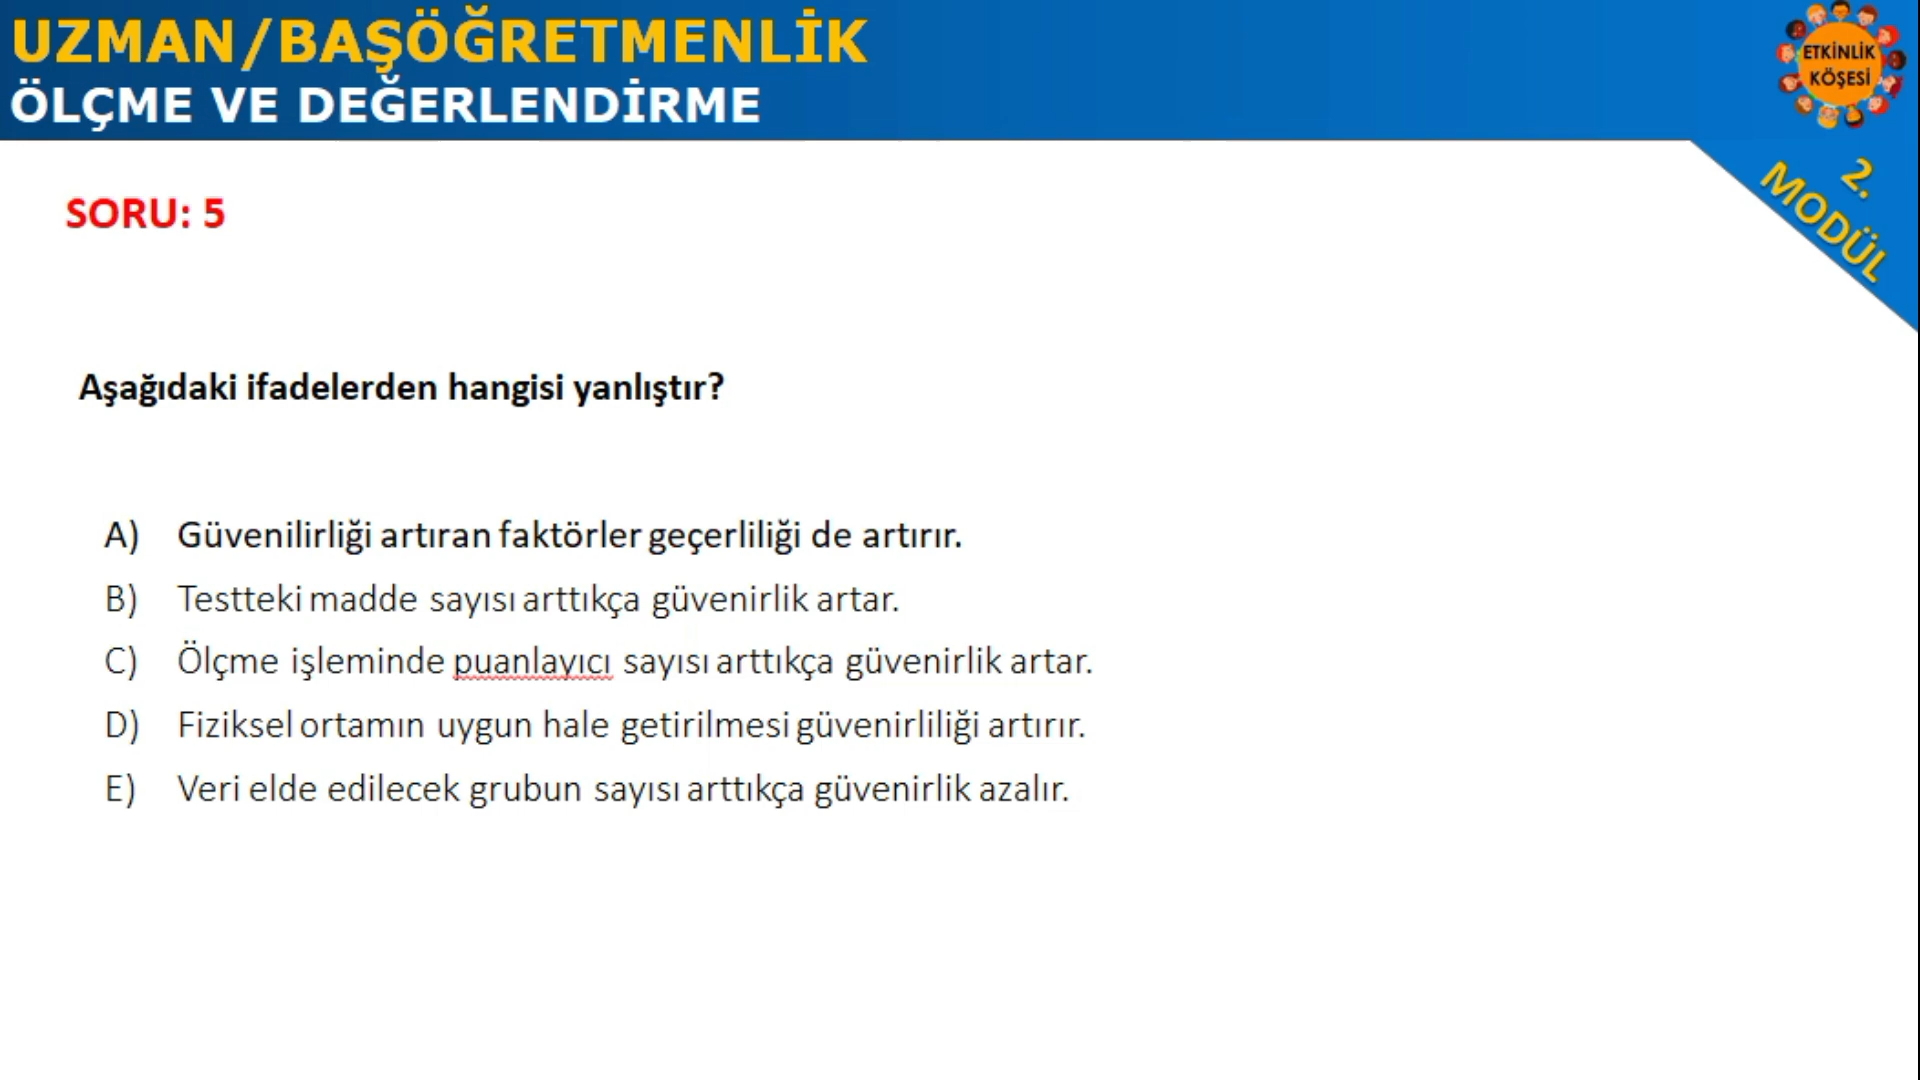 UZMAN/BAŞÖĞRETMENLİK
ÖLÇME VE DEĞERLENDİRME
ETKİNLİK
KÖŞESİ
2.
MODÜL
SORU: 5
Aşağıdaki ifadelerden hangisi yanlıştır?
A) Güvenilirliği artıran faktörler geçerliliği de artırır.
B) Testteki madde sayısı arttıkça güvenirlik artar.
C) Ölçme işleminde puanlayıcı sayısı arttıkça güvenirlik artar.
D) Fiziksel ortamın uygun hale getirilmesi güvenirliliği artırır.
E) Veri elde edilecek grubun sayısı arttıkça güvenirlik azalır.